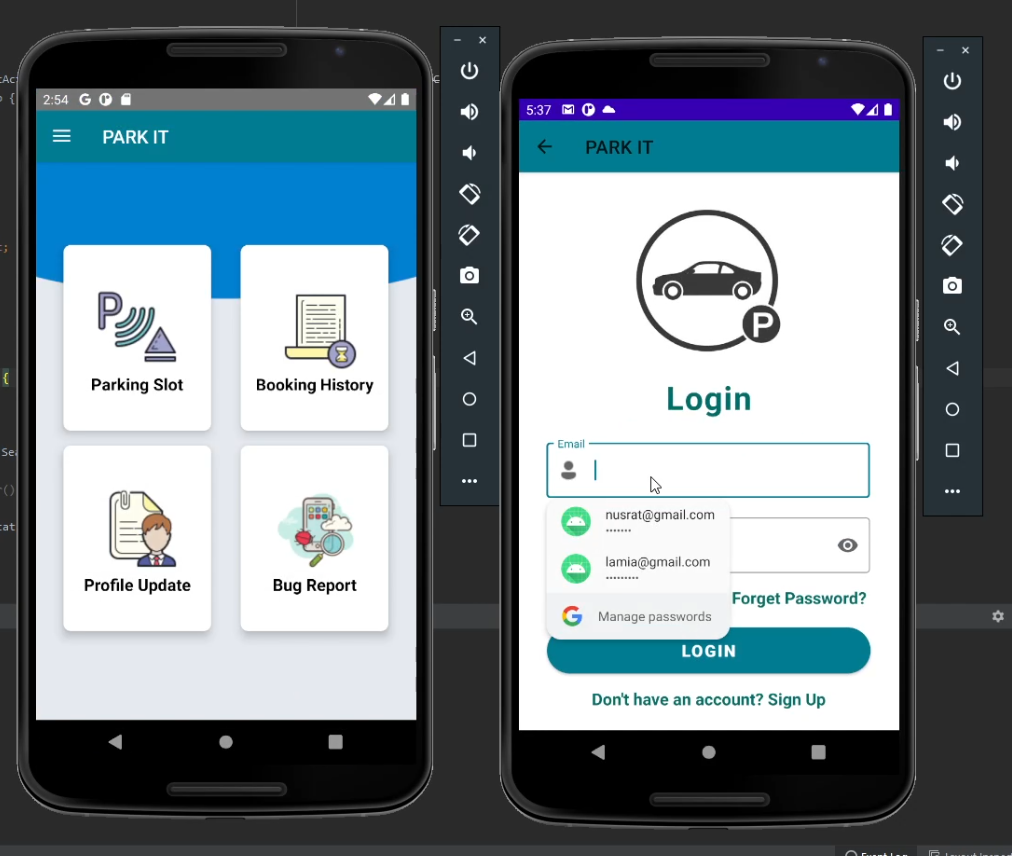 2:54
PARK IT
Parking Slot
Booking History
Profile Update
Bug Report
5:37
PARK IT
P
Login
Email
nusrat@gmail.com
lamia@gmail.com
Manage passwords
Forget Password?
LOGIN
Don't have an account? Sign Up